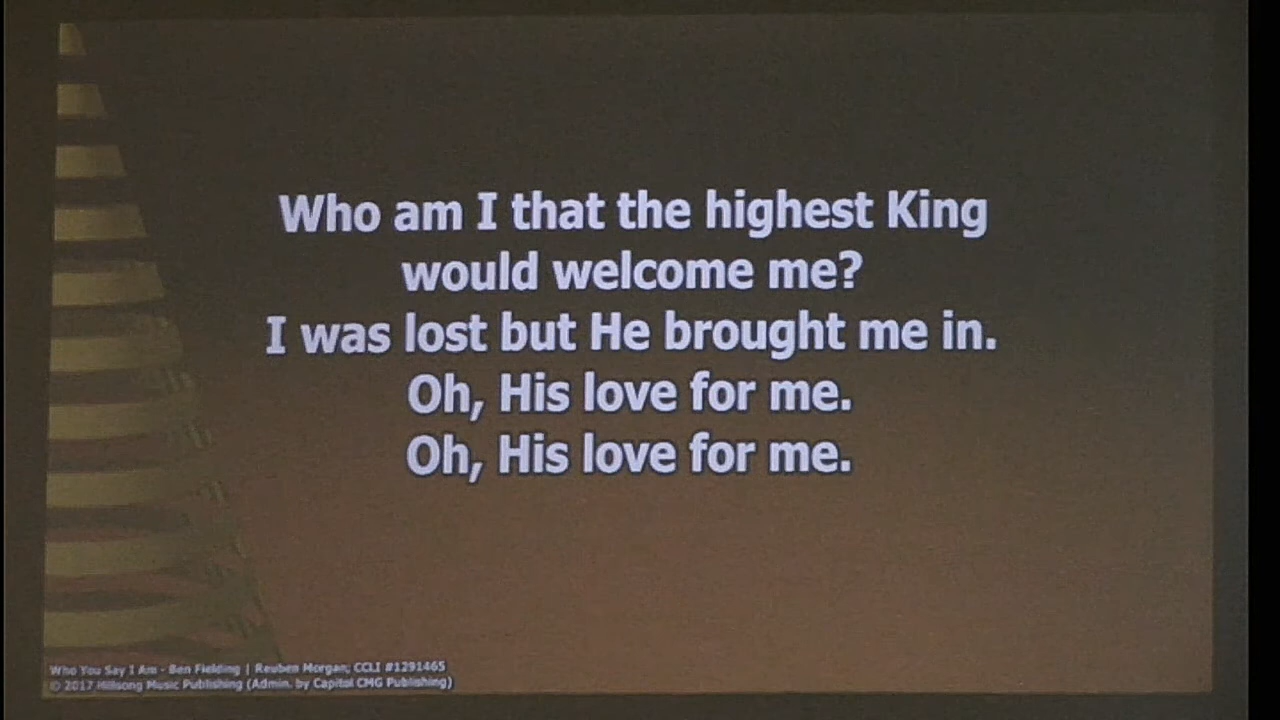 Who am I that the highest King
would welcome me?
I was lost but He brought me in.
Oh, His love for me.
Oh, His love for me.
Who You Say I Am - Ben Fielding | Reuben Morgan; CCLI #1291465
© 2017 Hillsong Music Publishing (Admin. by Capitol CMG Publishing)